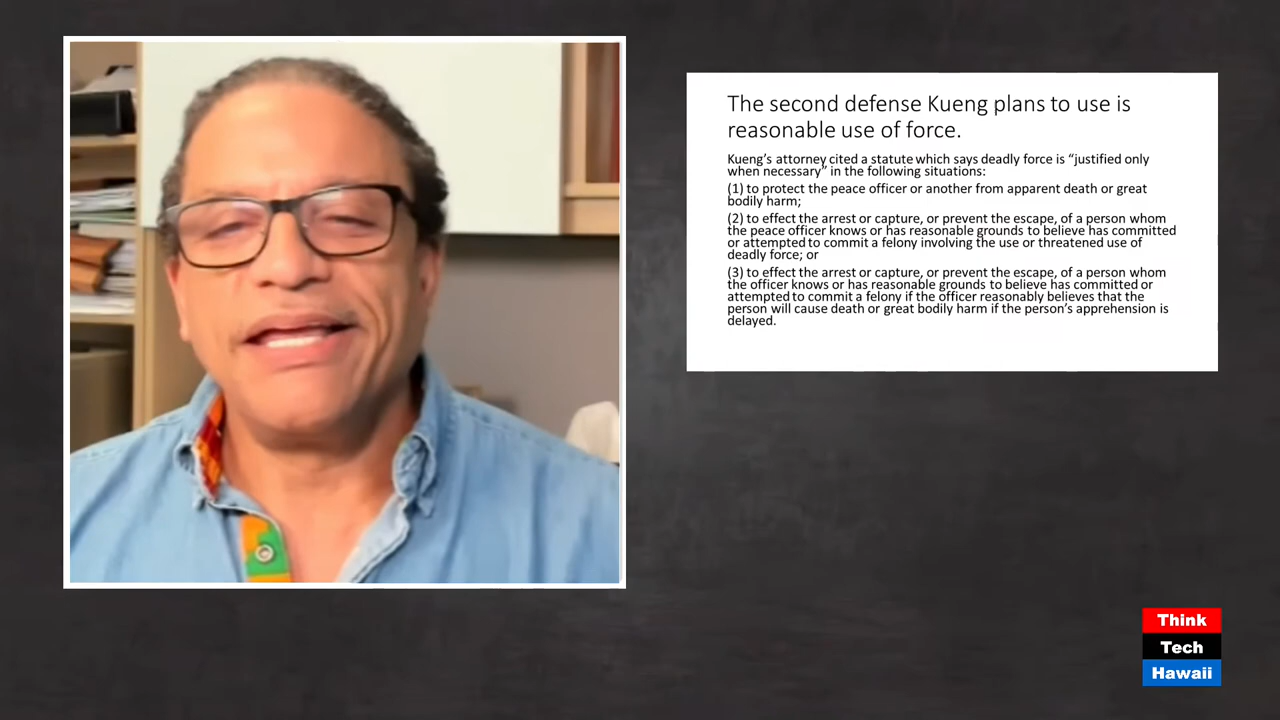 The second defense Kueng plans to use is
reasonable use of force.
Kueng's attorney cited a statute which says deadly force is “justified only
when necessary” in the following situations:
(1) to protect the peace officer or another from apparent death or great
bodily harm;
(2) to effect the arrest or capture, or prevent the escape, of a person whom
the peace officer knows or has reasonable grounds to believe has committed
or attempted to commit a felony involving the use or threatened use of
deadly force; or
(3) to effect the arrest or capture, or prevent the escape, of a person whom
the officer knows or has reasonable grounds to believe has committed or
attempted to commit a felony if the officer reasonably believes that the
person will cause death or great bodily harm if the person's apprehension is
delayed.
Think
Tech
Hawaii